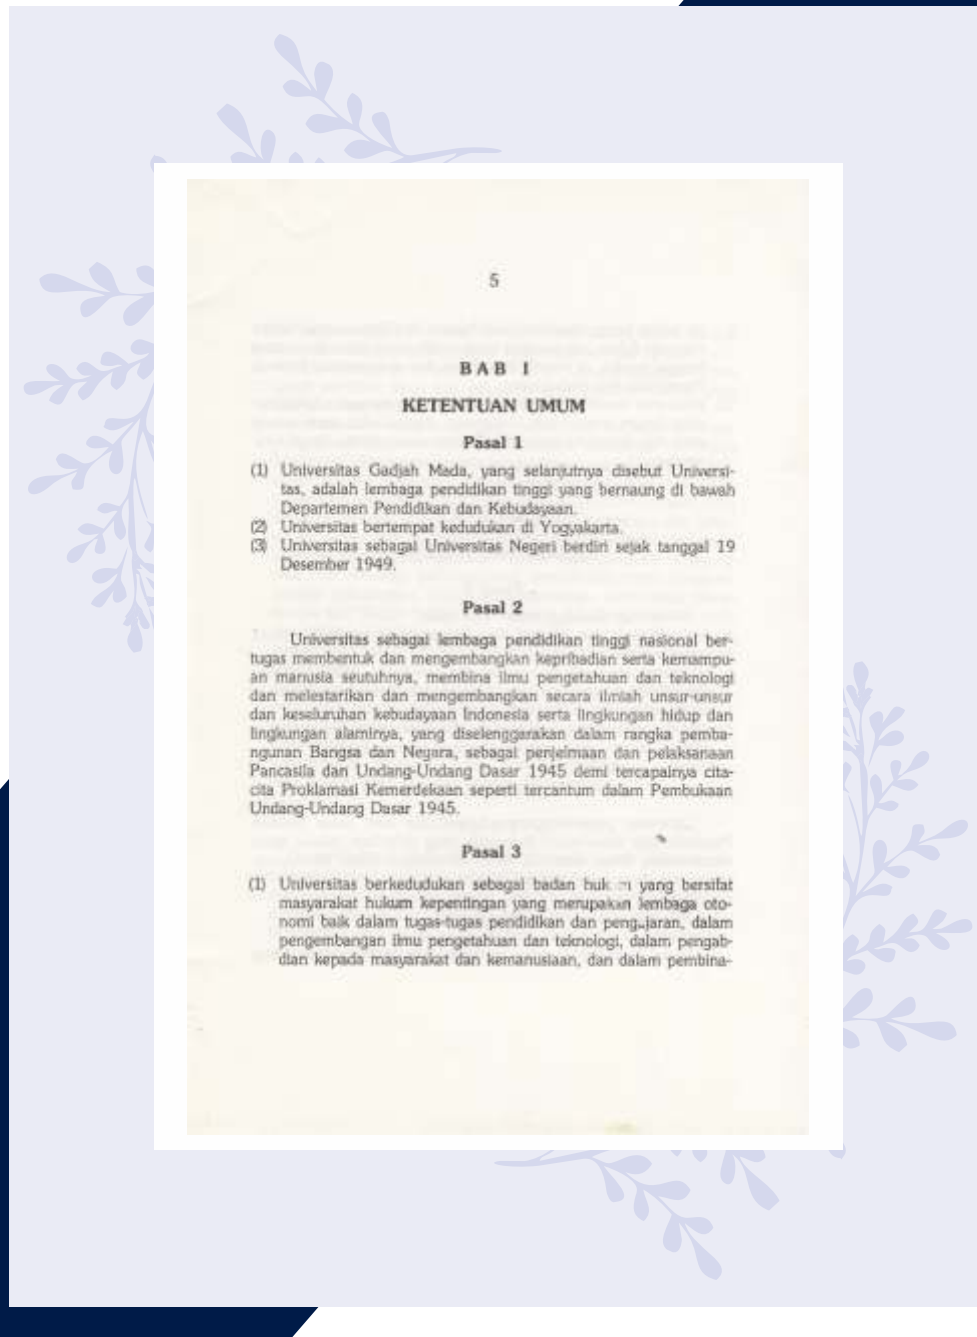 5
BAB I
KETENTUAN UMUM
Pasal 1
(1) Universitas Gadjah Mada, yang selanjutnya disebut Universi-
tas, adalah lembaga pendidikan tinggi yang bernaung di bawah
Departemen Pendidikan dan Kebudayaan.
(2) Universitas bertempat kedudukan di Yogyakarta.
(3) Universitas sebagai Universitas Negeri berdiri sejak tanggal 19
Desember 1949.
Pasal 2
Universitas sebagai lembaga pendidikan tinggi nasional ber-
tugas membentuk dan mengembangkan kepribadian serta kemampu-
an manusia seutuhnya, membina ilmu pengetahuan dan teknologi
dan melestarikan dan mengembangkan secara ilmiah unsur-unsur
dan keseluruhan kebudayaan Indonesia serta lingkungan hidup dan
lingkungan alaminya, yang diselenggarakan dalam rangka pemba-
ngunan Bangsa dan Negara, sebagai penjelmaan dan pelaksanaan
Pancasila dan Undang-Undang Dasar 1945 demi tercapainya cita-
cita Proklamasi Kemerdekaan seperti tercantum dalam Pembukaan
Undang-Undang Dasar 1945.
Pasal 3
(1) Universitas berkedudukan sebagai badan yang bersifat
masyarakat hukum kepentingan yang merupakan lembaga oto-
nomi baik dalam tugas-tugas pendidikan dan pengajaran, dalam
pengembangan ilmu pengetahuan dan teknologi, dalam pengab-
dian kepada masyarakat dan kemanusiaan, dan dalam pembina-